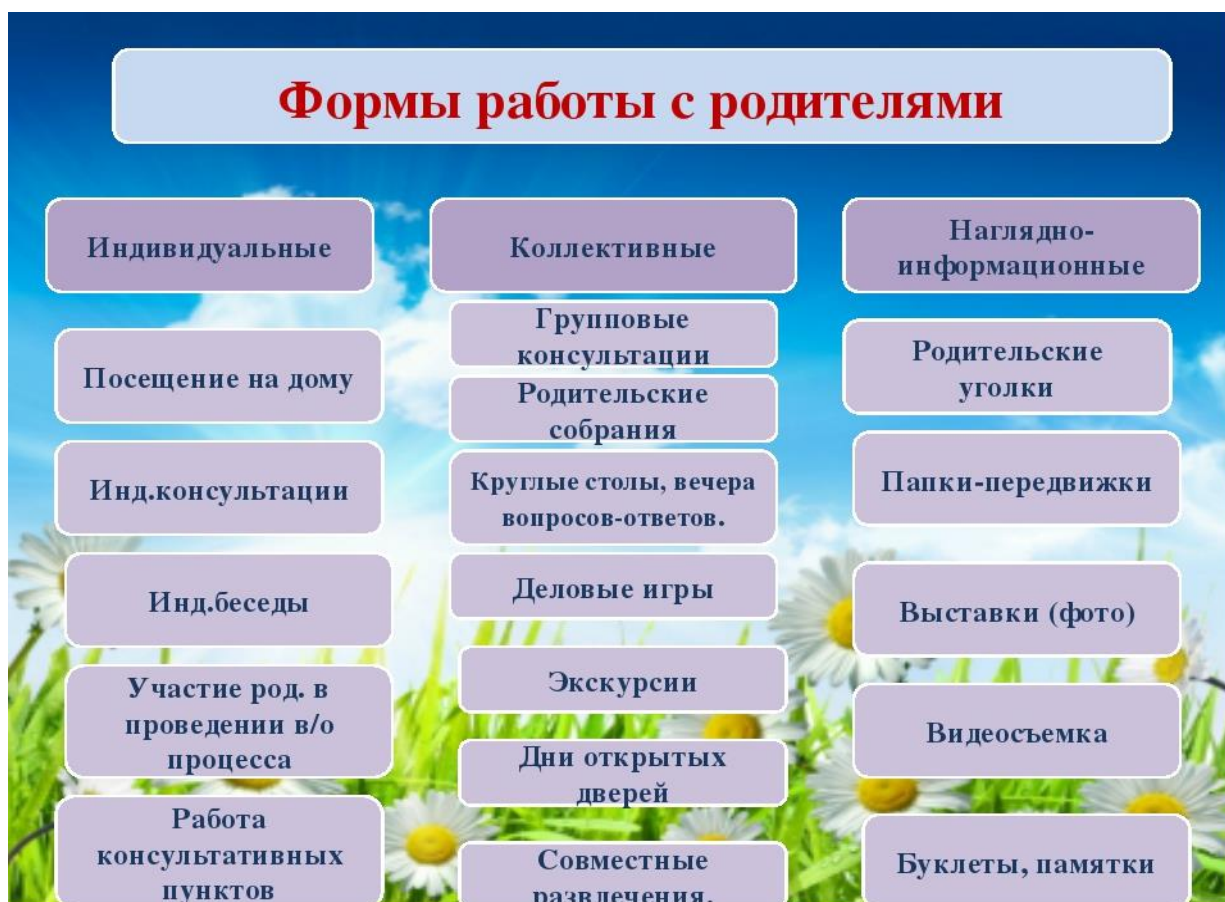 Формы работы с родителями
Индивидуальные
Посещение на дому
Инд.консультации
Инд.беседы
Участие род. в
проведении в/о
процесса
Работа
консультативных
пунктов
Коллективные
Групповые
консультации
Родительские
собрания
Круглые столы, вечера
вопросов-ответов.
Деловые игры
Экскурсии
Дни открытых
дверей
Совместные
развлечения.
Наглядно-
информационные
Родительские
уголки
Папки-передвижки
Выставки (фото)
Видеосъемка
Буклеты, памятки